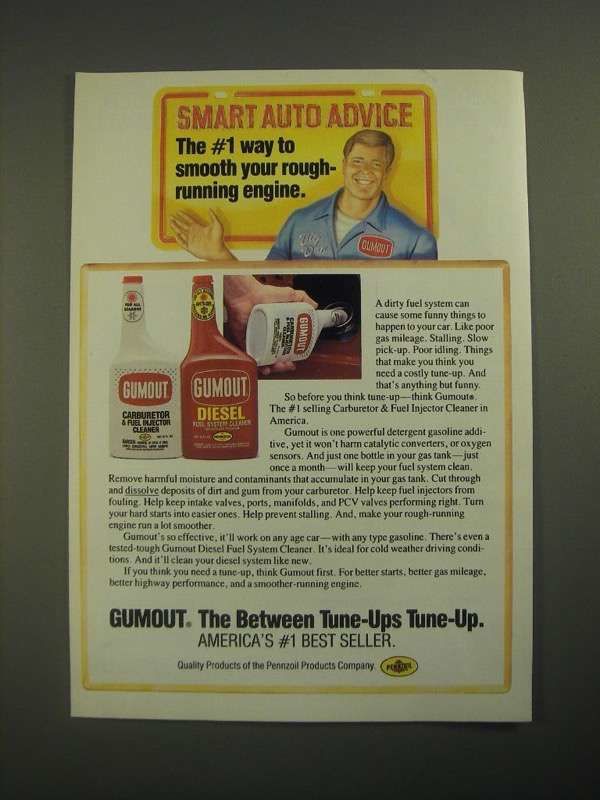 SMART AUTO ADVICE
The #1 way to
smooth your rough-
running engine.
GUMOUT
FOR ALL
SEASONS
GUMOUT
CARBURETOR
& FUEL INJECTOR
CLEANER
GUMOUT
DIESEL
FUEL SYSTEM CLEANER
GUMOUT
CARBURETOR
& FUEL INJECTOR
CLEANER
A dirty fuel system can
cause some funny things to
happen to your car. Like poor
gas mileage. Stalling. Slow
pick-up. Poor idling. Things
that make you think you
need a costly tune-up. And
that's anything but funny.
So before you think tune-up—think Gumout®.
The #1 selling Carburetor & Fuel Injector Cleaner in
America.
Gumout is one powerful detergent gasoline addi-
tive, yet it won't harm catalytic converters, or oxygen
sensors. And just one bottle in your gas tank—just
once a month—will keep your fuel system clean.
Remove harmful moisture and contaminants that accumulate in your gas tank. Cut through
and dissolve deposits of dirt and gum from your carburetor. Help keep fuel injectors from
fouling. Help keep intake valves, ports, manifolds, and PCV valves performing right. Turn
your hard starts into easier ones. Help prevent stalling. And, make your rough-running
engine run a lot smoother.
Gumout's so effective, it'll work on any age car—with any type gasoline. There's even a
tested-tough Gumout Diesel Fuel System Cleaner. It's ideal for cold weather driving condi-
tions. And it'll clean your diesel system like new.
If you think you need a tune-up, think Gumout first. For better starts, better gas mileage,
better highway performance, and a smoother-running engine.
GUMOUT® The Between Tune-Ups Tune-Up.
AMERICA'S #1 BEST SELLER.
Quality Products of the Pennzoil Products Company.
PENNZOIL